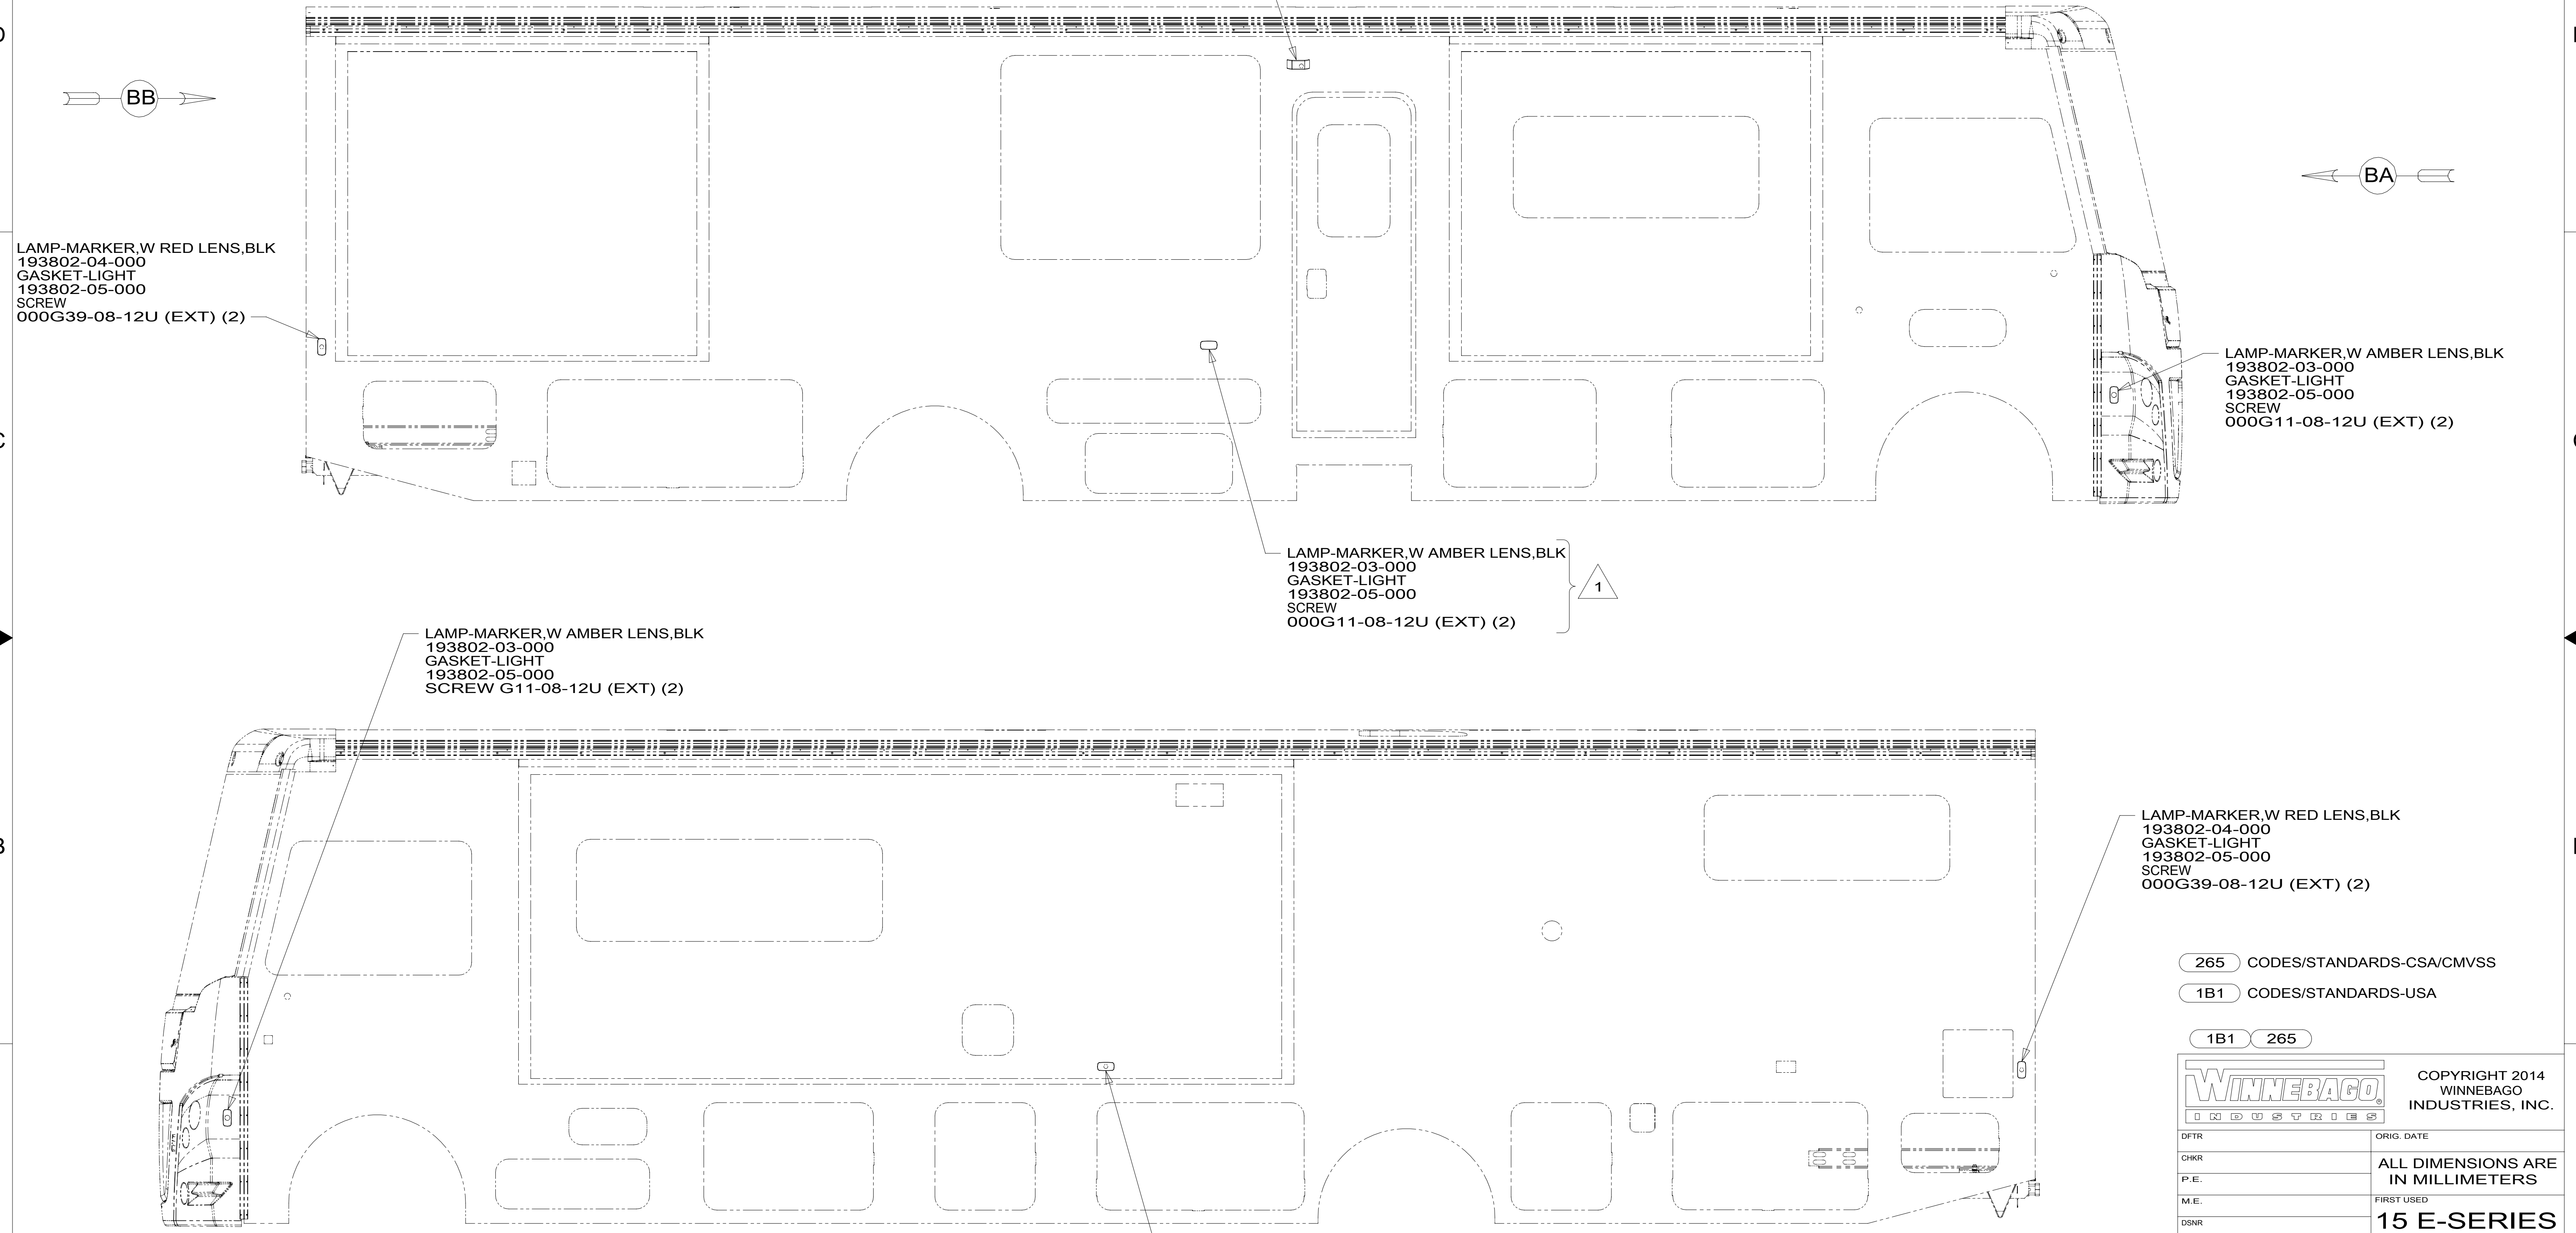 BB
BA
LAMP-MARKER,W RED LENS,BLK
193802-04-000
GASKET-LIGHT
193802-05-000
SCREW
000G39-08-12U (EXT) (2)
LAMP-MARKER,W AMBER LENS,BLK
193802-03-000
GASKET-LIGHT
193802-05-000
SCREW
000G11-08-12U (EXT) (2)
LAMP-MARKER,W AMBER LENS,BLK
193802-03-000
GASKET-LIGHT
193802-05-000
SCREW
000G11-08-12U (EXT) (2)
1
LAMP-MARKER,W AMBER LENS,BLK
193802-03-000
GASKET-LIGHT
193802-05-000
SCREW G11-08-12U (EXT) (2)
LAMP-MARKER,W RED LENS,BLK
193802-04-000
GASKET-LIGHT
193802-05-000
SCREW
000G39-08-12U (EXT) (2)
265 CODES/STANDARDS-CSA/CMVSS
1B1 CODES/STANDARDS-USA
1B1 265
WINNEBAGO®
INDUSTRIES
COPYRIGHT 2014
WINNEBAGO
INDUSTRIES, INC.
DFTR
ORIG. DATE
CHKR
ALL DIMENSIONS ARE
IN MILLIMETERS
P.E.
M.E.
FIRST USED
15 E-SERIES
DSNR